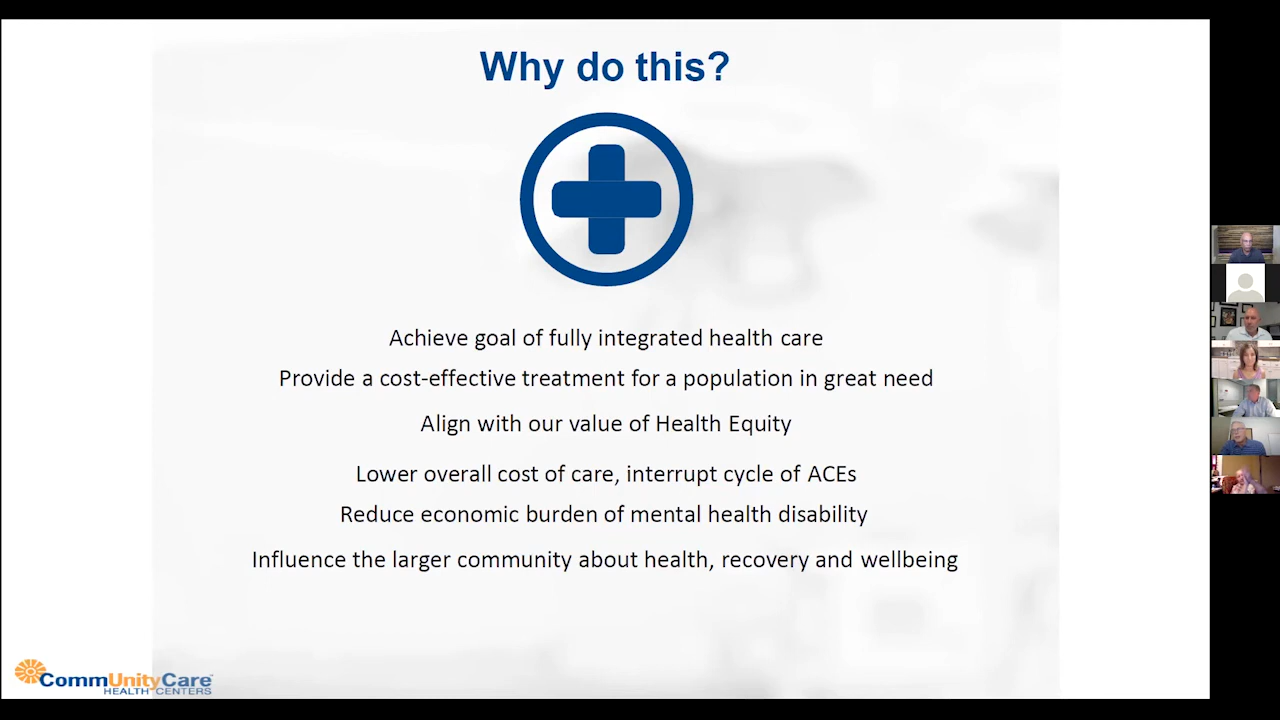 Why do this?
Achieve goal of fully integrated health care
Provide a cost-effective treatment for a population in great need
Align with our value of Health Equity
Lower overall cost of care, interrupt cycle of ACEs
Reduce economic burden of mental health disability
Influence the larger community about health, recovery and wellbeing
CommUnityCare
HEALTH CENTERS